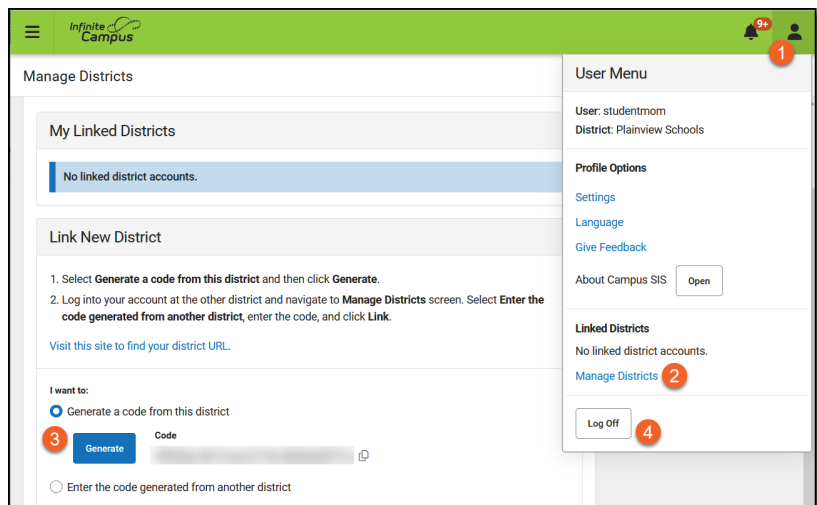 Infinite
Campus
9+
1
Manage Districts
My Linked Districts
No linked district accounts.
Link New District
1. Select Generate a code from this district and then click Generate.
2. Log into your account at the other district and navigate to Manage Districts screen. Select Enter the
code generated from another district, enter the code, and click Link.
Visit this site to find your district URL.
I want to:
Generate a code from this district
3
Generate
Code
Enter the code generated from another district
User Menu
User: studentmom
District: Plainview Schools
Profile Options
Settings
Language
Give Feedback
About Campus SIS
Open
Linked Districts
No linked district accounts.
Manage Districts 2
Log Off
4